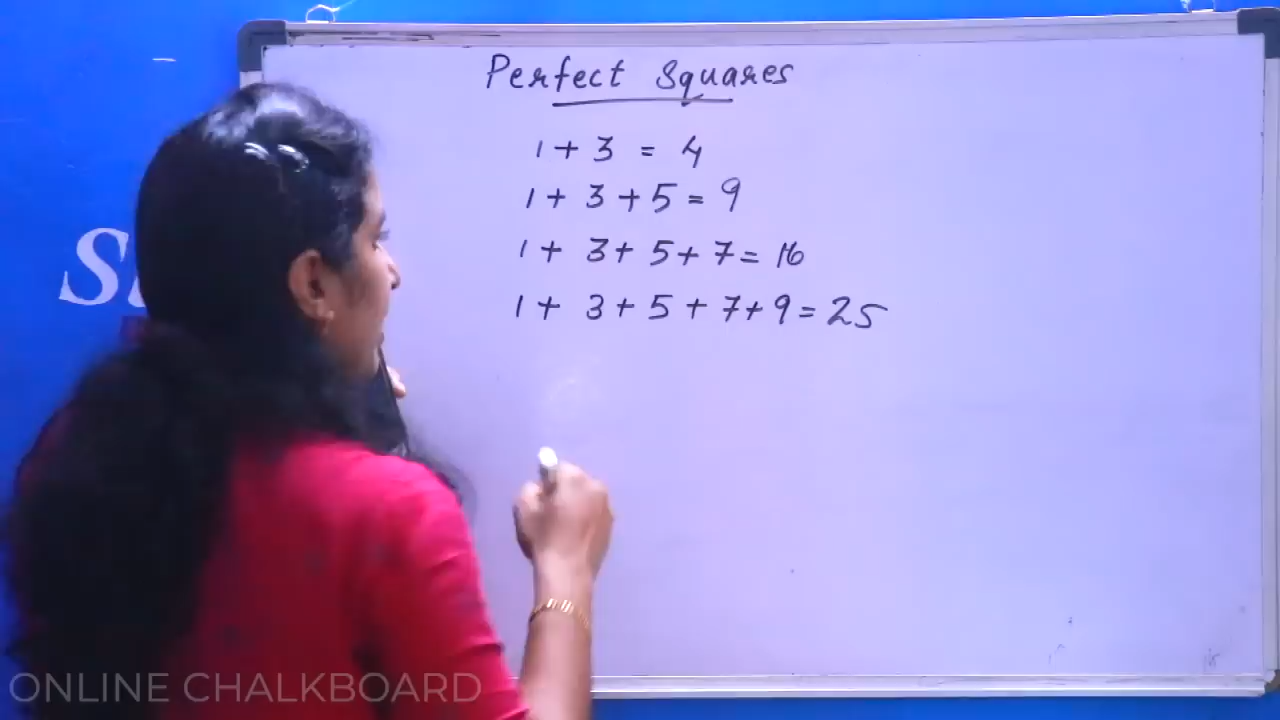 Perfect Squares
1 + 3 = 4
1 + 3 + 5 = 9
1 + 3 + 5 + 7 = 16
1 + 3 + 5 + 7 + 9 = 25
ONLINE CHALKBOARD